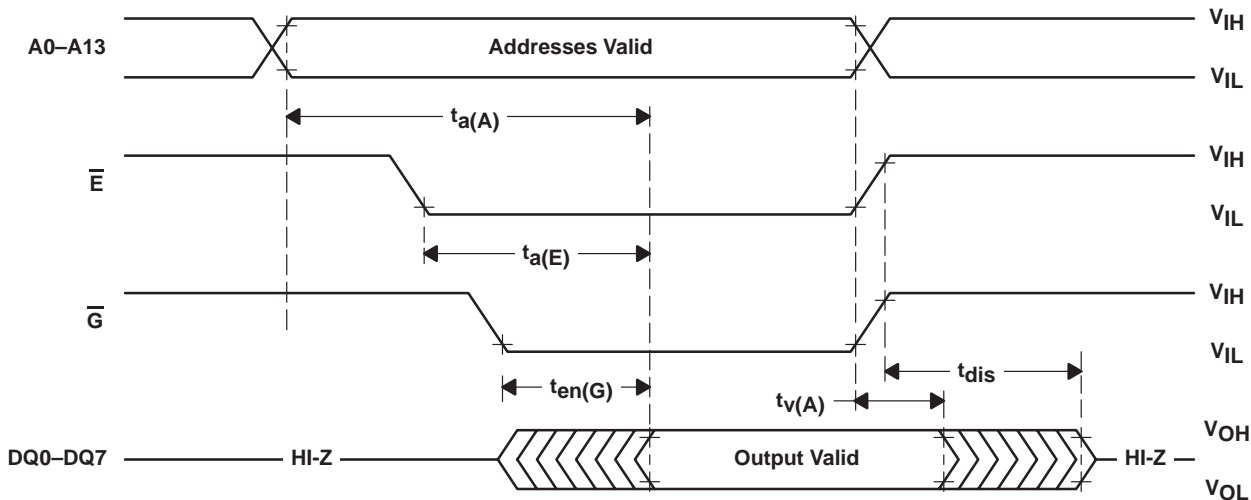 VIH
A0–A13
Addresses Valid
VIL
ta(A)
VIH
E
VIL
ta(E)
VIH
G
VIL
tdis
ten(G)
tv(A)
VOH
DQ0–DQ7
HI-Z
Output Valid
HI-Z
VOL